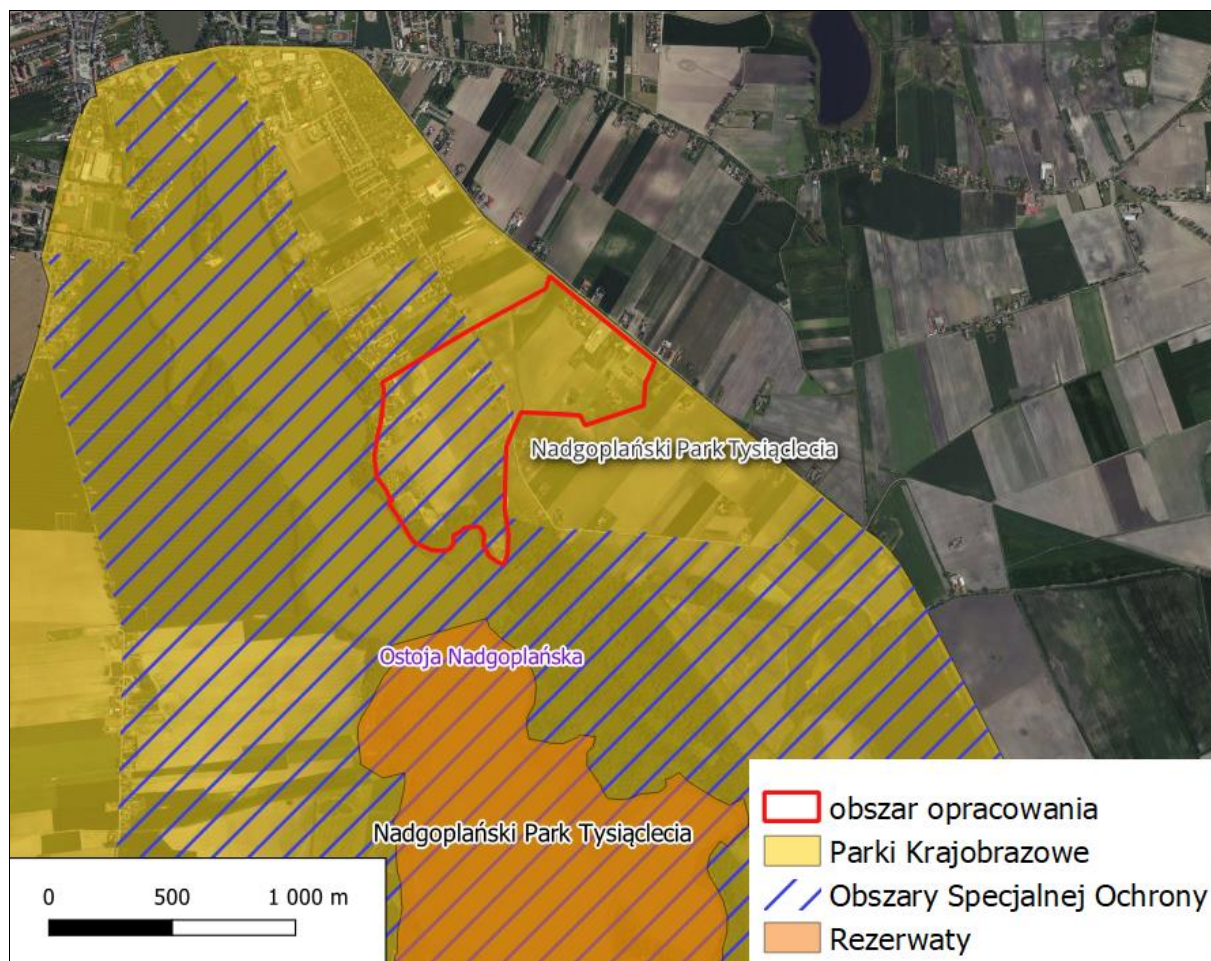 Nadgoplański Park Tysiąclecia
Ostoja Nadgoplańska
Nadgoplański Park Tysiąclecia
0 500 1 000 m
obszar opracowania
Parki Krajobrazowe
Obszary Specjalnej Ochrony
Rezerwaty